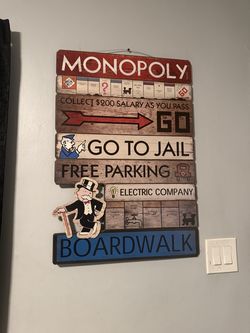 MONOPOLY
COLLECT $200 SALARY AS YOU PASS
GO
GO TO JAIL
FREE PARKING
ELECTRIC COMPANY
BOARDWALK